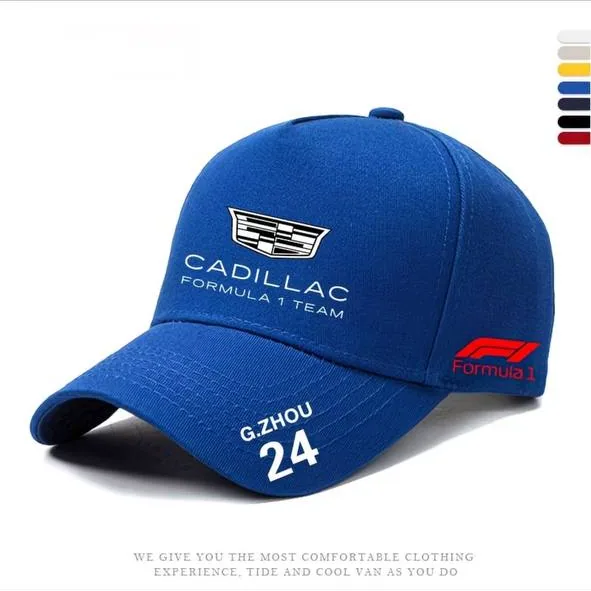 CADILLAC
FORMULA 1 TEAM
F1
Formula 1
G.ZHOU
24
WE GIVE YOU THE MOST COMFORTABLE CLOTHING
EXPERIENCE, TIDE AND COOL VAN AS YOU DO